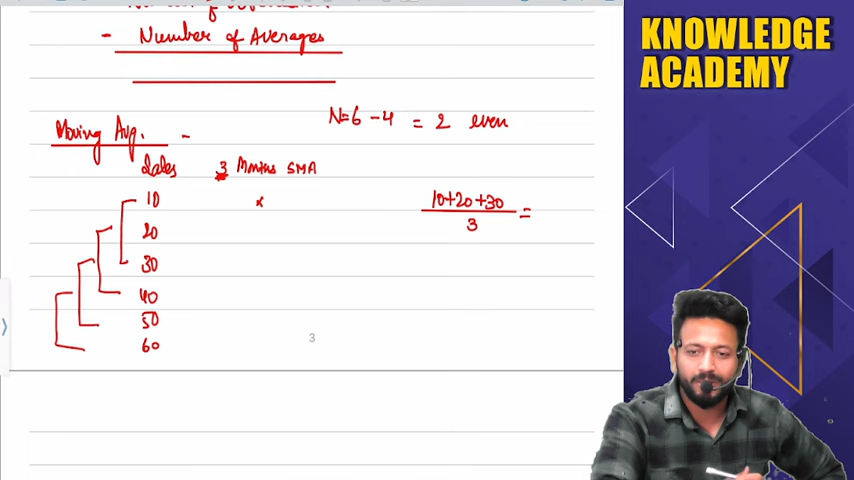 - Number of Averages
N=6 - 4 = 2 even
Moving Avg. -
Sales 3 Months SMA
10 x
20
30
40
50
60
10+20+30
3 =
3
KNOWLEDGE
ACADEMY